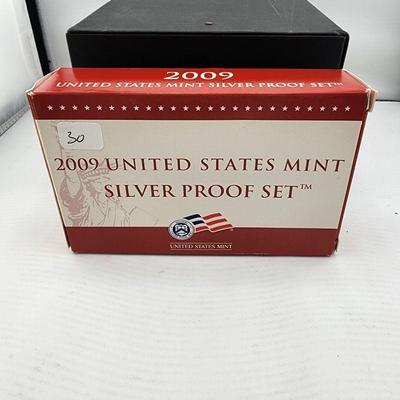 2009
UNITED STATES MINT SILVER PROOF SET™
30
2009 UNITED STATES MINT
SILVER PROOF SET™
UNITED STATES MINT